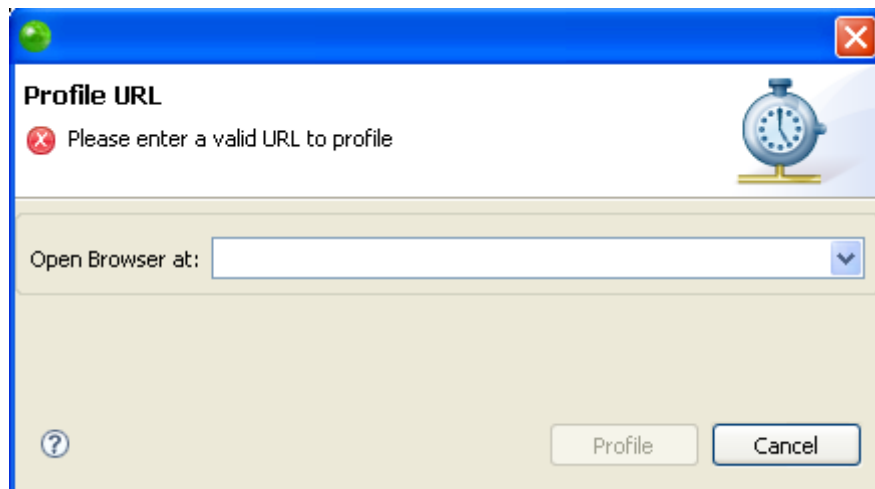 Profile URL
Please enter a valid URL to profile
Open Browser at:
Profile Cancel